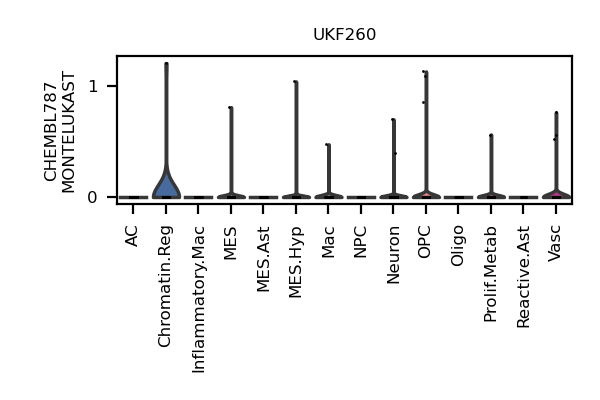 UKF260
CHEMBL787
MONTELUKAST
1
0
AC
Chromatin.Reg
Inflammatory.Mac
MES
MES.Ast
MES.Hyp
Mac
NPC
Neuron
OPC
Oligo
Prolif.Metab
Reactive.Ast
Vasc